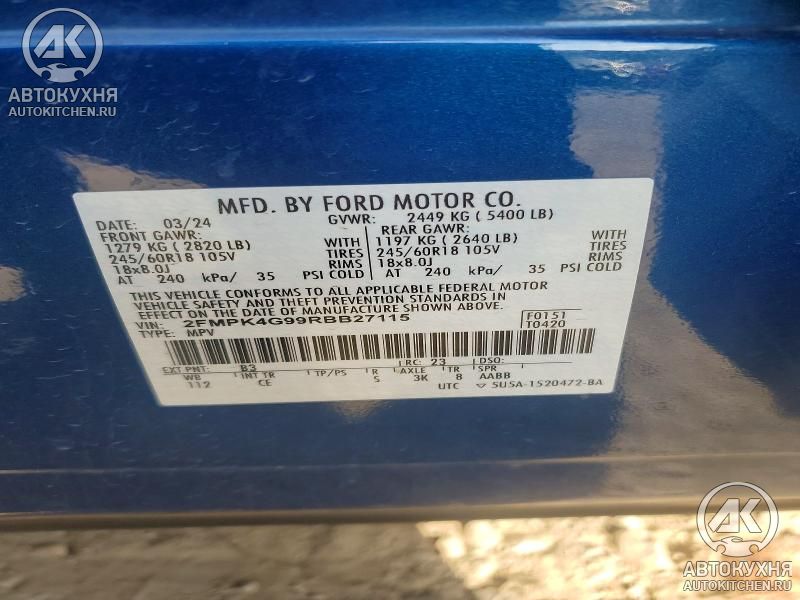 АК
АВТОКУХНЯ
AUTOKITCHEN.RU
MFD. BY FORD MOTOR CO.
DATE: 03/24 GVWR: 2449 KG ( 5400 LB)
FRONT GAWR: REAR GAWR:
1279 KG ( 2820 LB) WITH 1197 KG ( 2640 LB) WITH
245/60R18 105V TIRES 245/60R18 105V TIRES
18x8.0J RIMS 18x8.0J RIMS
AT 240 kPa/ 35 PSI COLD AT 240 kPa/ 35 PSI COLD
THIS VEHICLE CONFORMS TO ALL APPLICABLE FEDERAL MOTOR
VEHICLE SAFETY AND THEFT PREVENTION STANDARDS IN
EFFECT ON THE DATE OF MANUFACTURE SHOWN ABOVE.
VIN: 2FMPK4G99RBB27115 F0151
TYPE: MPV T0420
EXT PNT: B3 RC: 23 DSO:
WB INT TR TP/PS R AXLE TR SPR
112 CE S 3K 8 AABB
UTC 5U5A-1520472-BA
АК
АВТОКУХНЯ
AUTOKITCHEN.RU